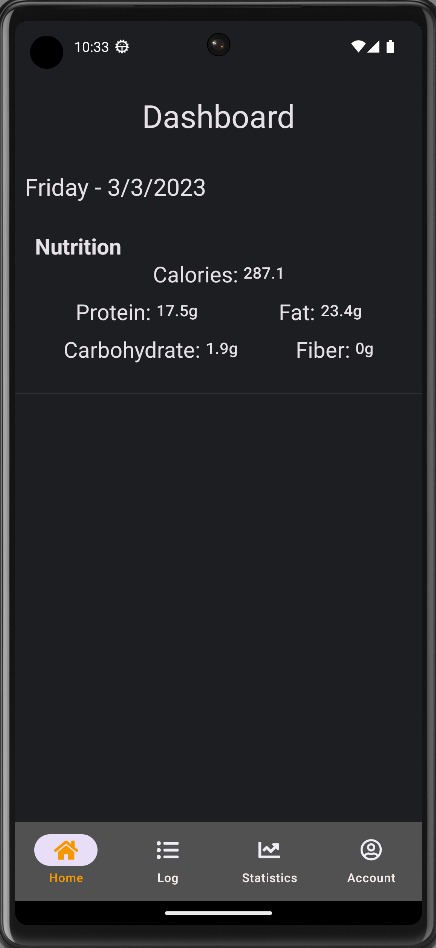 10:33
Dashboard
Friday - 3/3/2023
Nutrition
Calories: 287.1
Protein: 17.5g Fat: 23.4g
Carbohydrate: 1.9g Fiber: 0g
Home Log Statistics Account